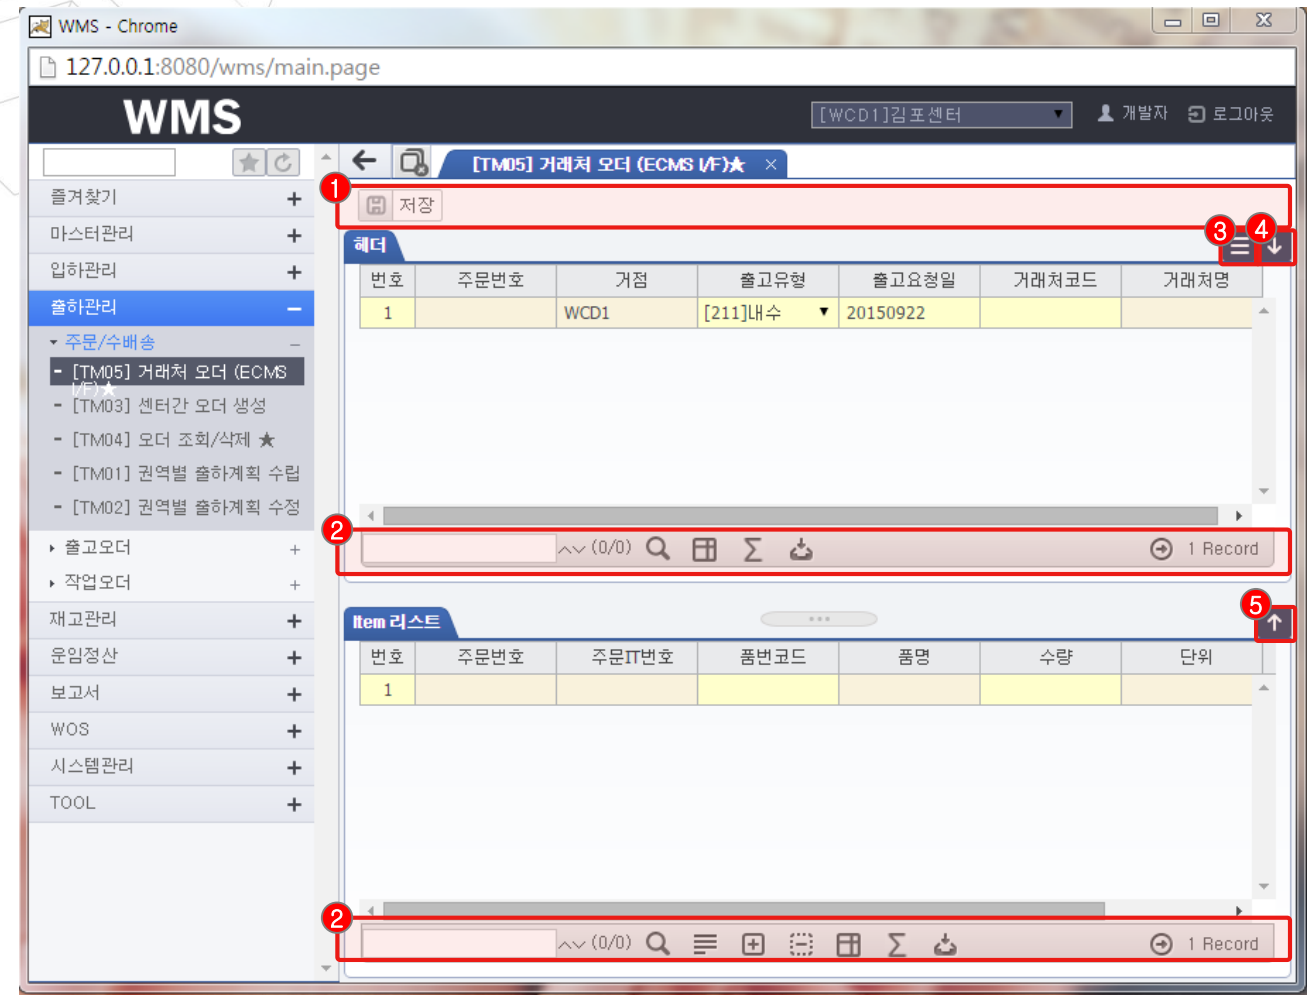 WMS - Chrome
127.0.0.1:8080/wms/main.page
WMS
[WCD1]김포센터
개발자
로그아웃
[TM05] 거래처 오더 (ECMS I/F)★ ×
즐겨찾기
마스터관리
입하관리
출하관리
주문/수배송
[TM05] 거래처 오더 (ECMS
I/F)★
[TM03] 센터간 오더 생성
[TM04] 오더 조회/삭제 ★
[TM01] 권역별 출하계획 수립
[TM02] 권역별 출하계획 수정
출고오더
작업오더
재고관리
운임정산
보고서
WOS
시스템관리
TOOL
1
저장
3 4
헤더
번호 주문번호 거점 출고유형 출고요청일 거래처코드 거래처명
1 WCD1 [211]내수 20150922
2
(0/0) 1 Record
5
Item 리스트
번호 주문번호 주문IT번호 품번코드 품명 수량 단위
1
2
(0/0) 1 Record